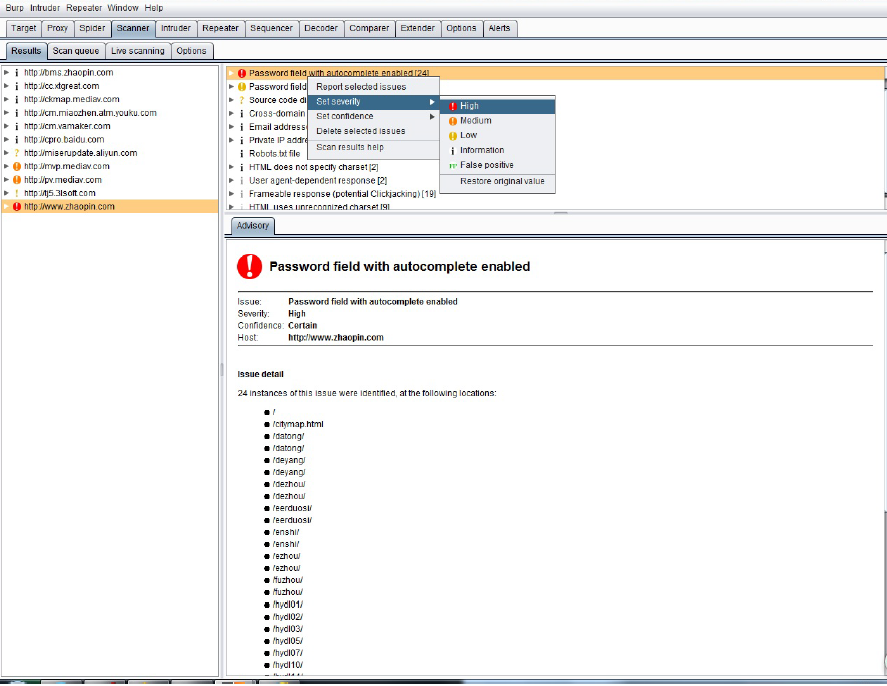 Burp Intruder Repeater Window Help
Target Proxy Spider Scanner Intruder Repeater Sequencer Decoder Comparer Extender Options Alerts
Results Scan queue Live scanning Options
http://bms.zhaopin.com
http://cc.xtgreat.com
http://ckmap.mediav.com
http://cm.miaozhen.atm.youku.com
http://cm.vamaker.com
http://cpro.baidu.com
http://miserupdate.aliyun.com
http://mvp.mediav.com
http://pv.mediav.com
http://tj5.3lsoft.com
http://www.zhaopin.com
Password field with autocomplete enabled [24]
Password field
Source code di
Cross-domain
Email address
Private IP addre
Robots.txt file
HTML does not specify charset [2]
User agent-dependent response [2]
Frameable response (potential Clickjacking) [19]
HTML uses unrecognized charset [9]
Report selected issues
Set severity
Set confidence
Delete selected issues
Scan results help
High
Medium
Low
Information
FP False positive
Restore original value
Advisory
Password field with autocomplete enabled
Issue: Password field with autocomplete enabled
Severity: High
Confidence: Certain
Host: http://www.zhaopin.com
Issue detail
24 instances of this issue were identified, at the following locations:
/
/citymap.html
/datong/
/datong/
/deyang/
/deyang/
/dezhou/
/dezhou/
/eerduosi/
/eerduosi/
/enshi/
/enshi/
/ezhou/
/ezhou/
/fuzhou/
/fuzhou/
/hydl01/
/hydl02/
/hydl03/
/hydl05/
/hydl07/
/hydl10/